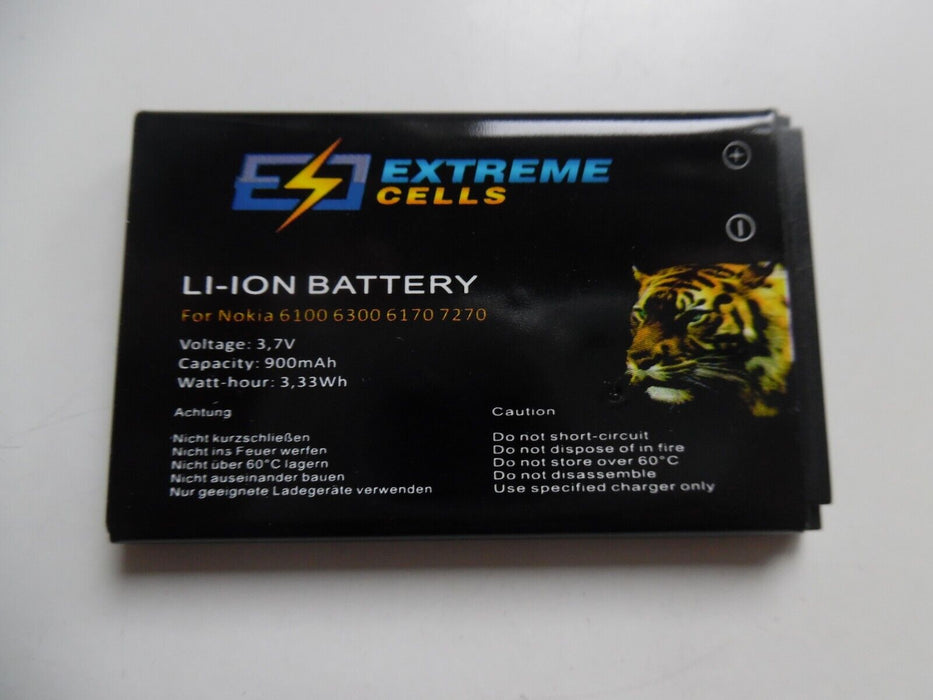 EXTREME
CELLS
LI-ION BATTERY
For Nokia 6100 6300 6170 7270
Voltage: 3,7V
Capacity: 900mAh
Watt-hour: 3,33Wh
Achtung
Nicht kurzschließen
Nicht ins Feuer werfen
Nicht über 60°C lagern
Nicht auseinander bauen
Nur geeignete Ladegeräte verwenden
Caution
Do not short-circuit
Do not dispose of in fire
Do not store over 60°C
Do not disassemble
Use specified charger only